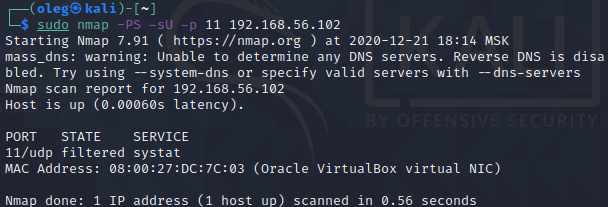 ┌──(oleg㉿kali)-[~]
└─$ sudo nmap -PS -sU -p 11 192.168.56.102
Starting Nmap 7.91 ( https://nmap.org ) at 2020-12-21 18:14 MSK
mass_dns: warning: Unable to determine any DNS servers. Reverse DNS is disa
bled. Try using --system-dns or specify valid servers with --dns-servers
Nmap scan report for 192.168.56.102
Host is up (0.00060s latency).
BY OFFENSIVE SECURITY
PORT   STATE    SERVICE
11/udp filtered systat
MAC Address: 08:00:27:DC:7C:03 (Oracle VirtualBox virtual NIC)
Nmap done: 1 IP address (1 host up) scanned in 0.56 seconds